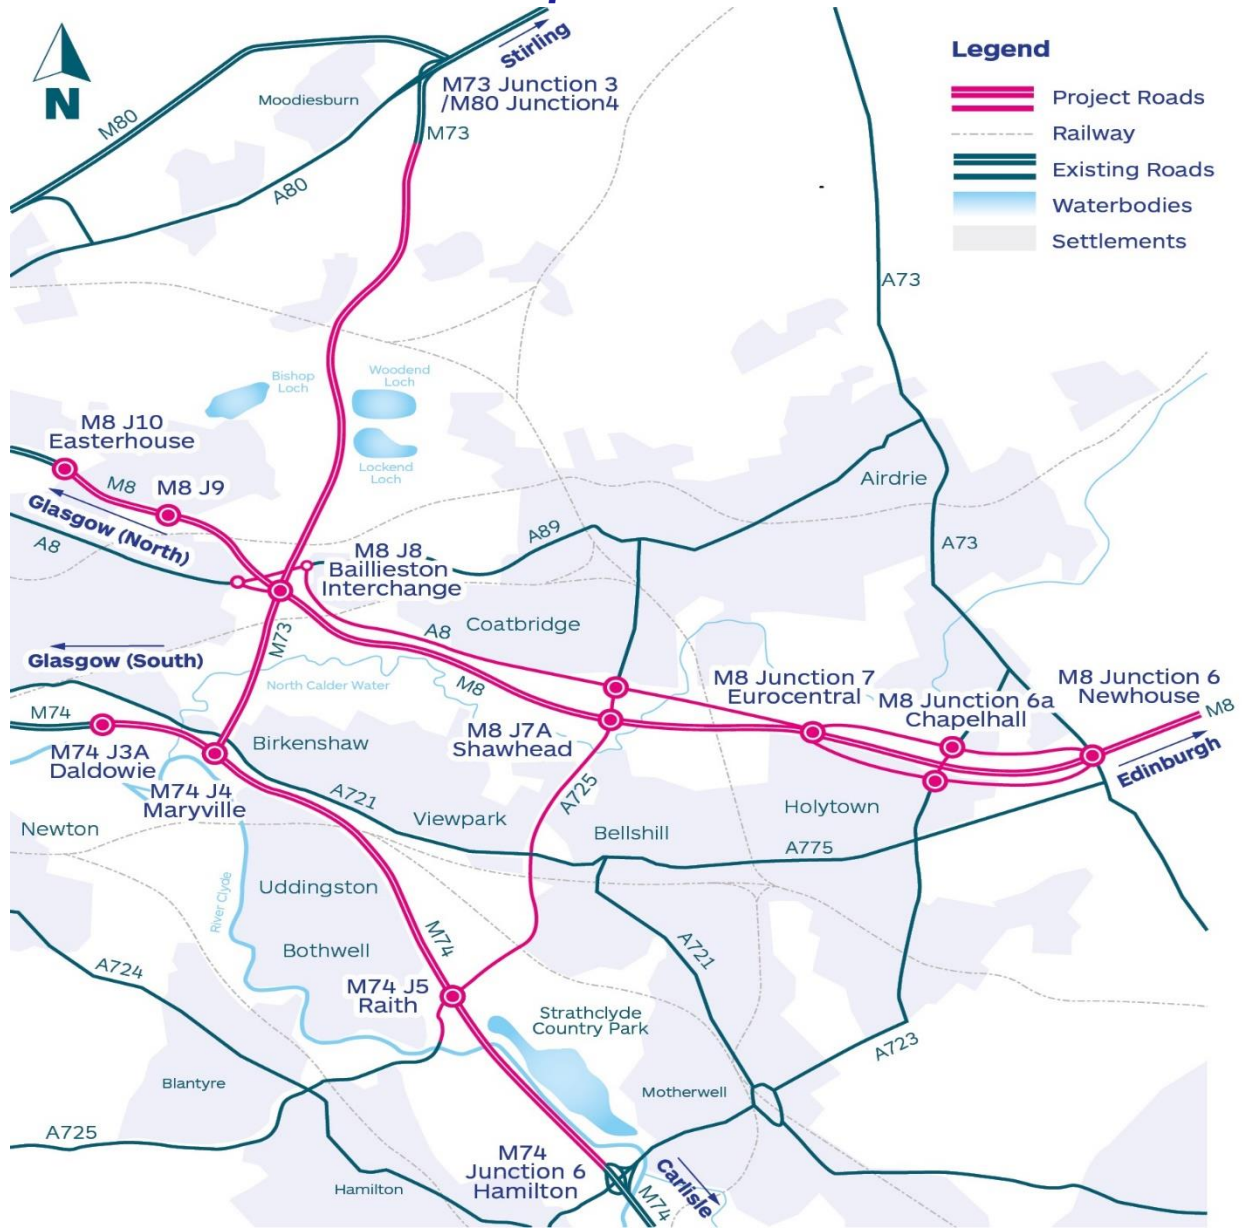 Stirling
Legend
M73 Junction 3
/M80 Junction4
Project Roads
Railway
Existing Roads
Waterbodies
Settlements
N
Moodiesburn
M80
M73
A80
A73
Bishop
Loch
Woodend
Loch
M8 J10
Easterhouse
Lockend
Loch
M8
M8 J9
Airdrie
Glasgow (North)
A8
A89
A73
M8 J8
Baillieston
Interchange
M73
A8
Coatbridge
Glasgow (South)
North Calder Water
M8
M8 Junction 7
Eurocentral
M8 Junction 6a
Chapelhall
M8 Junction 6
Newhouse
M8
Edinburgh
M74
M74 J3A
Daldowie
Birkenshaw
M8 J7A
Shawhead
M74 J4
Maryville
A721
A725
Viewpark
Holytown
Newton
Bellshill
A775
Uddingston
River Clyde
Bothwell
M74
A721
A724
M74 J5
Raith
Strathclyde
Country Park
A723
Blantyre
Motherwell
A725
M74
Junction 6
Hamilton
Carlisle
M74
Hamilton